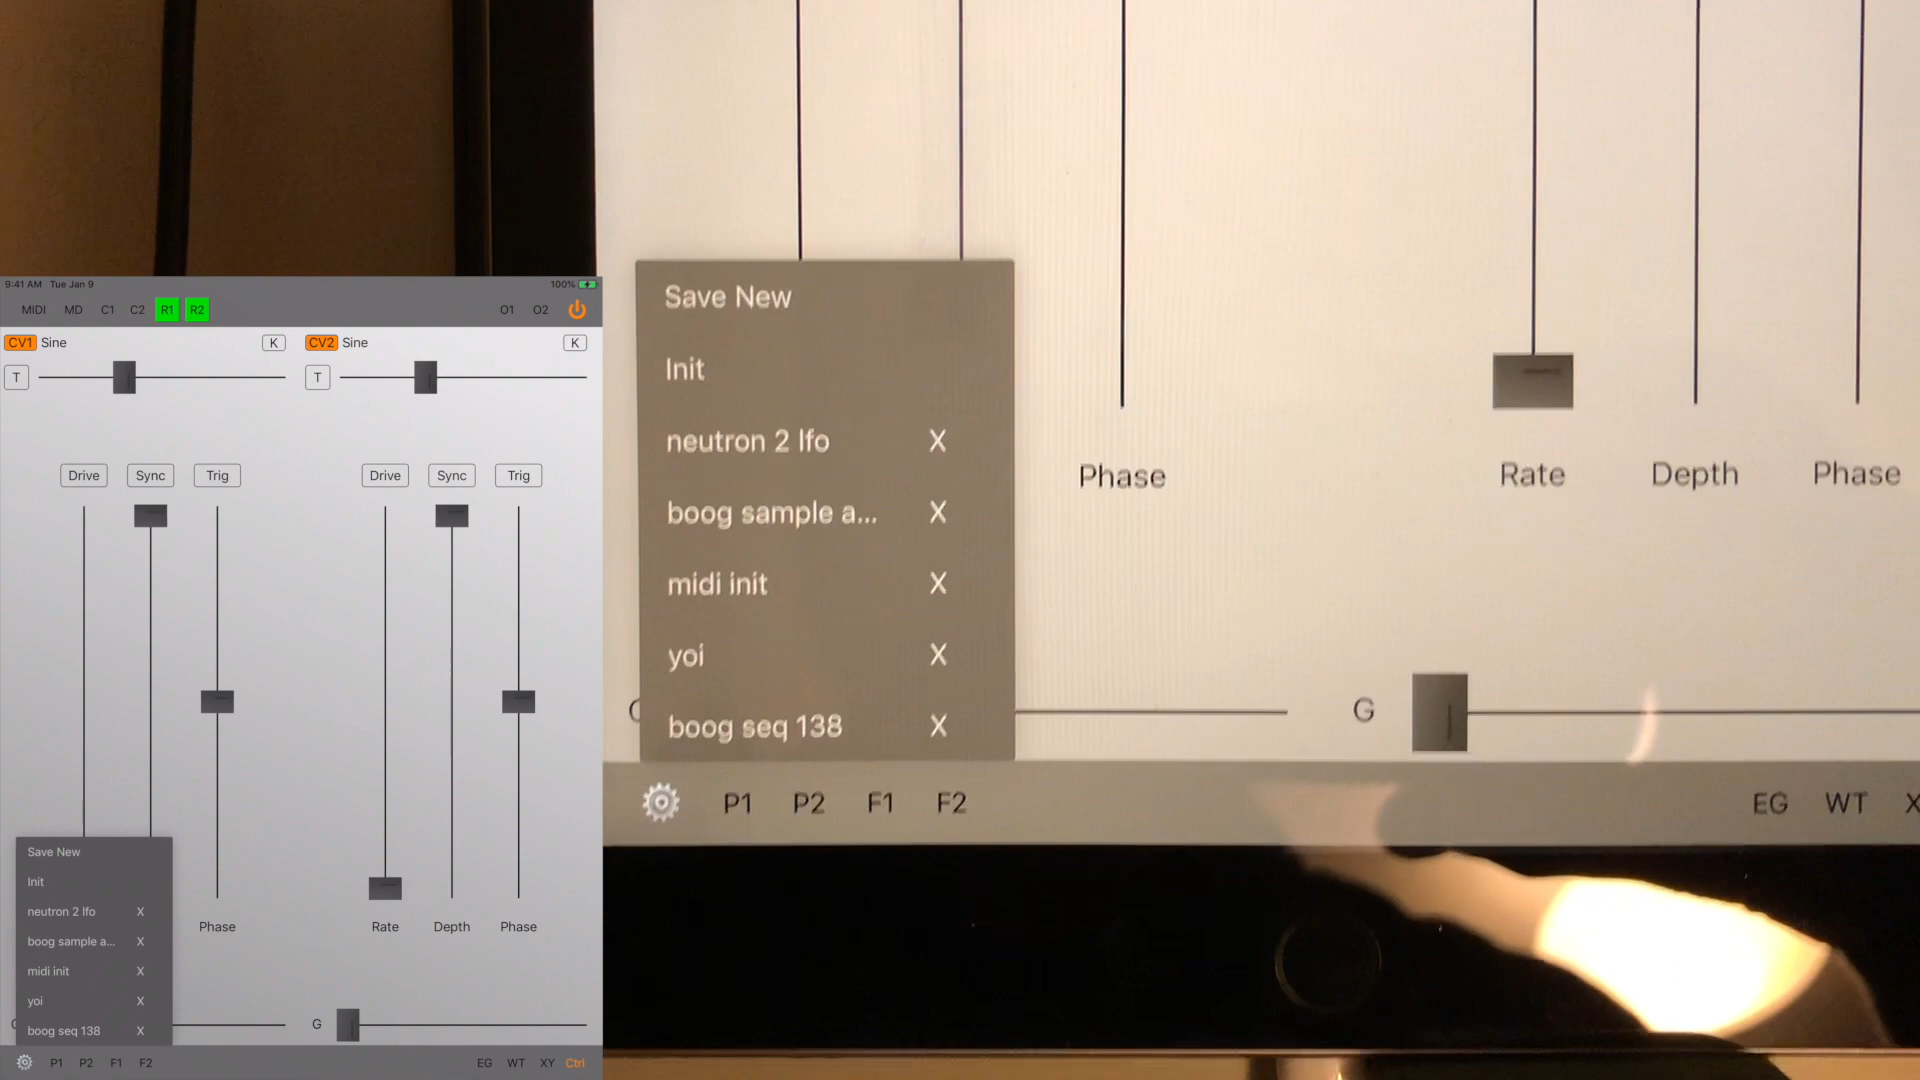 9:41 AM Tue Jan 9 100%
MIDI MD C1 C2 R1 R2 O1 O2
CV1 Sine K CV2 Sine K
T T
Drive Sync Trig Drive Sync Trig
Save New
Init
neutron 2 lfo X
boog sample a... X
midi init X
yoi X
boog seq 138 X
Phase Rate Depth Phase
G
P1 P2 F1 F2 EG WT XY Ctrl
Save New
Init
neutron 2 lfo X
boog sample a... X
midi init X
yoi X
boog seq 138 X
Phase Rate Depth Phase
G
P1 P2 F1 F2 EG WT X